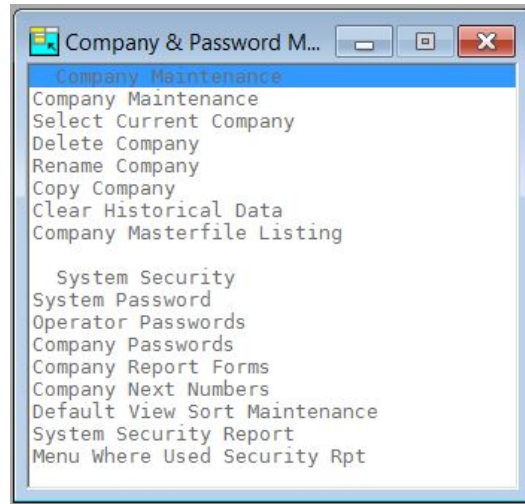 Company & Password M...
Company Maintenance
Company Maintenance
Select Current Company
Delete Company
Rename Company
Copy Company
Clear Historical Data
Company Masterfile Listing
System Security
System Password
Operator Passwords
Company Passwords
Company Report Forms
Company Next Numbers
Default View Sort Maintenance
System Security Report
Menu Where Used Security Rpt